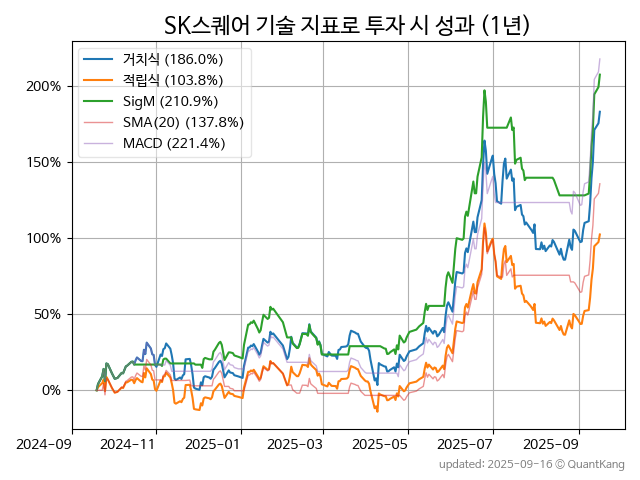 SK스퀘어 기술 지표로 투자 시 성과 (1년)
거치식 (186.0%)
적립식 (103.8%)
SigM (210.9%)
SMA(20) (137.8%)
MACD (221.4%)
200%
150%
100%
50%
0%
2024-09 2024-11 2025-01 2025-03 2025-05 2025-07 2025-09
updated: 2025-09-16 © QuantKang